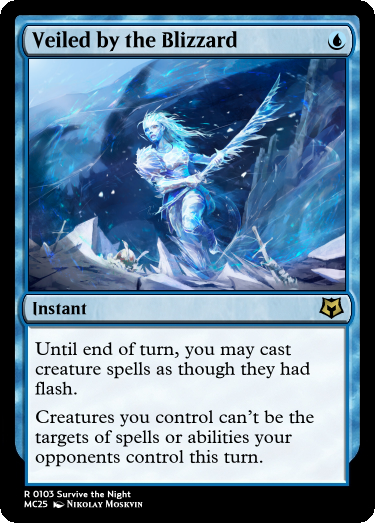 Veiled by the Blizzard
Instant
Until end of turn, you may cast
creature spells as though they had
flash.
Creatures you control can't be the
targets of spells or abilities your
opponents control this turn.
R 0103 Survive the Night
MC25 Nikolay Moskvin